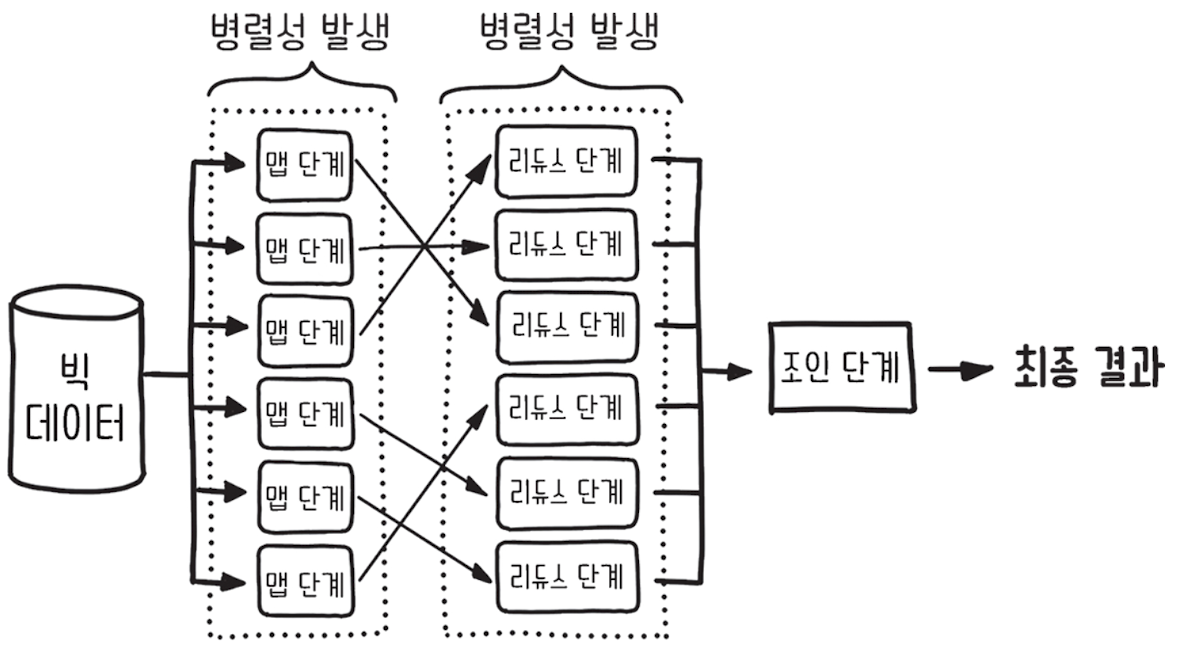 병렬성 발생
병렬성 발생
맵 단계
리듀스 단계
맵 단계
리듀스 단계
맵 단계
리듀스 단계
빅
데이터
맵 단계
리듀스 단계
맵 단계
리듀스 단계
맵 단계
리듀스 단계
조인 단계
최종 결과